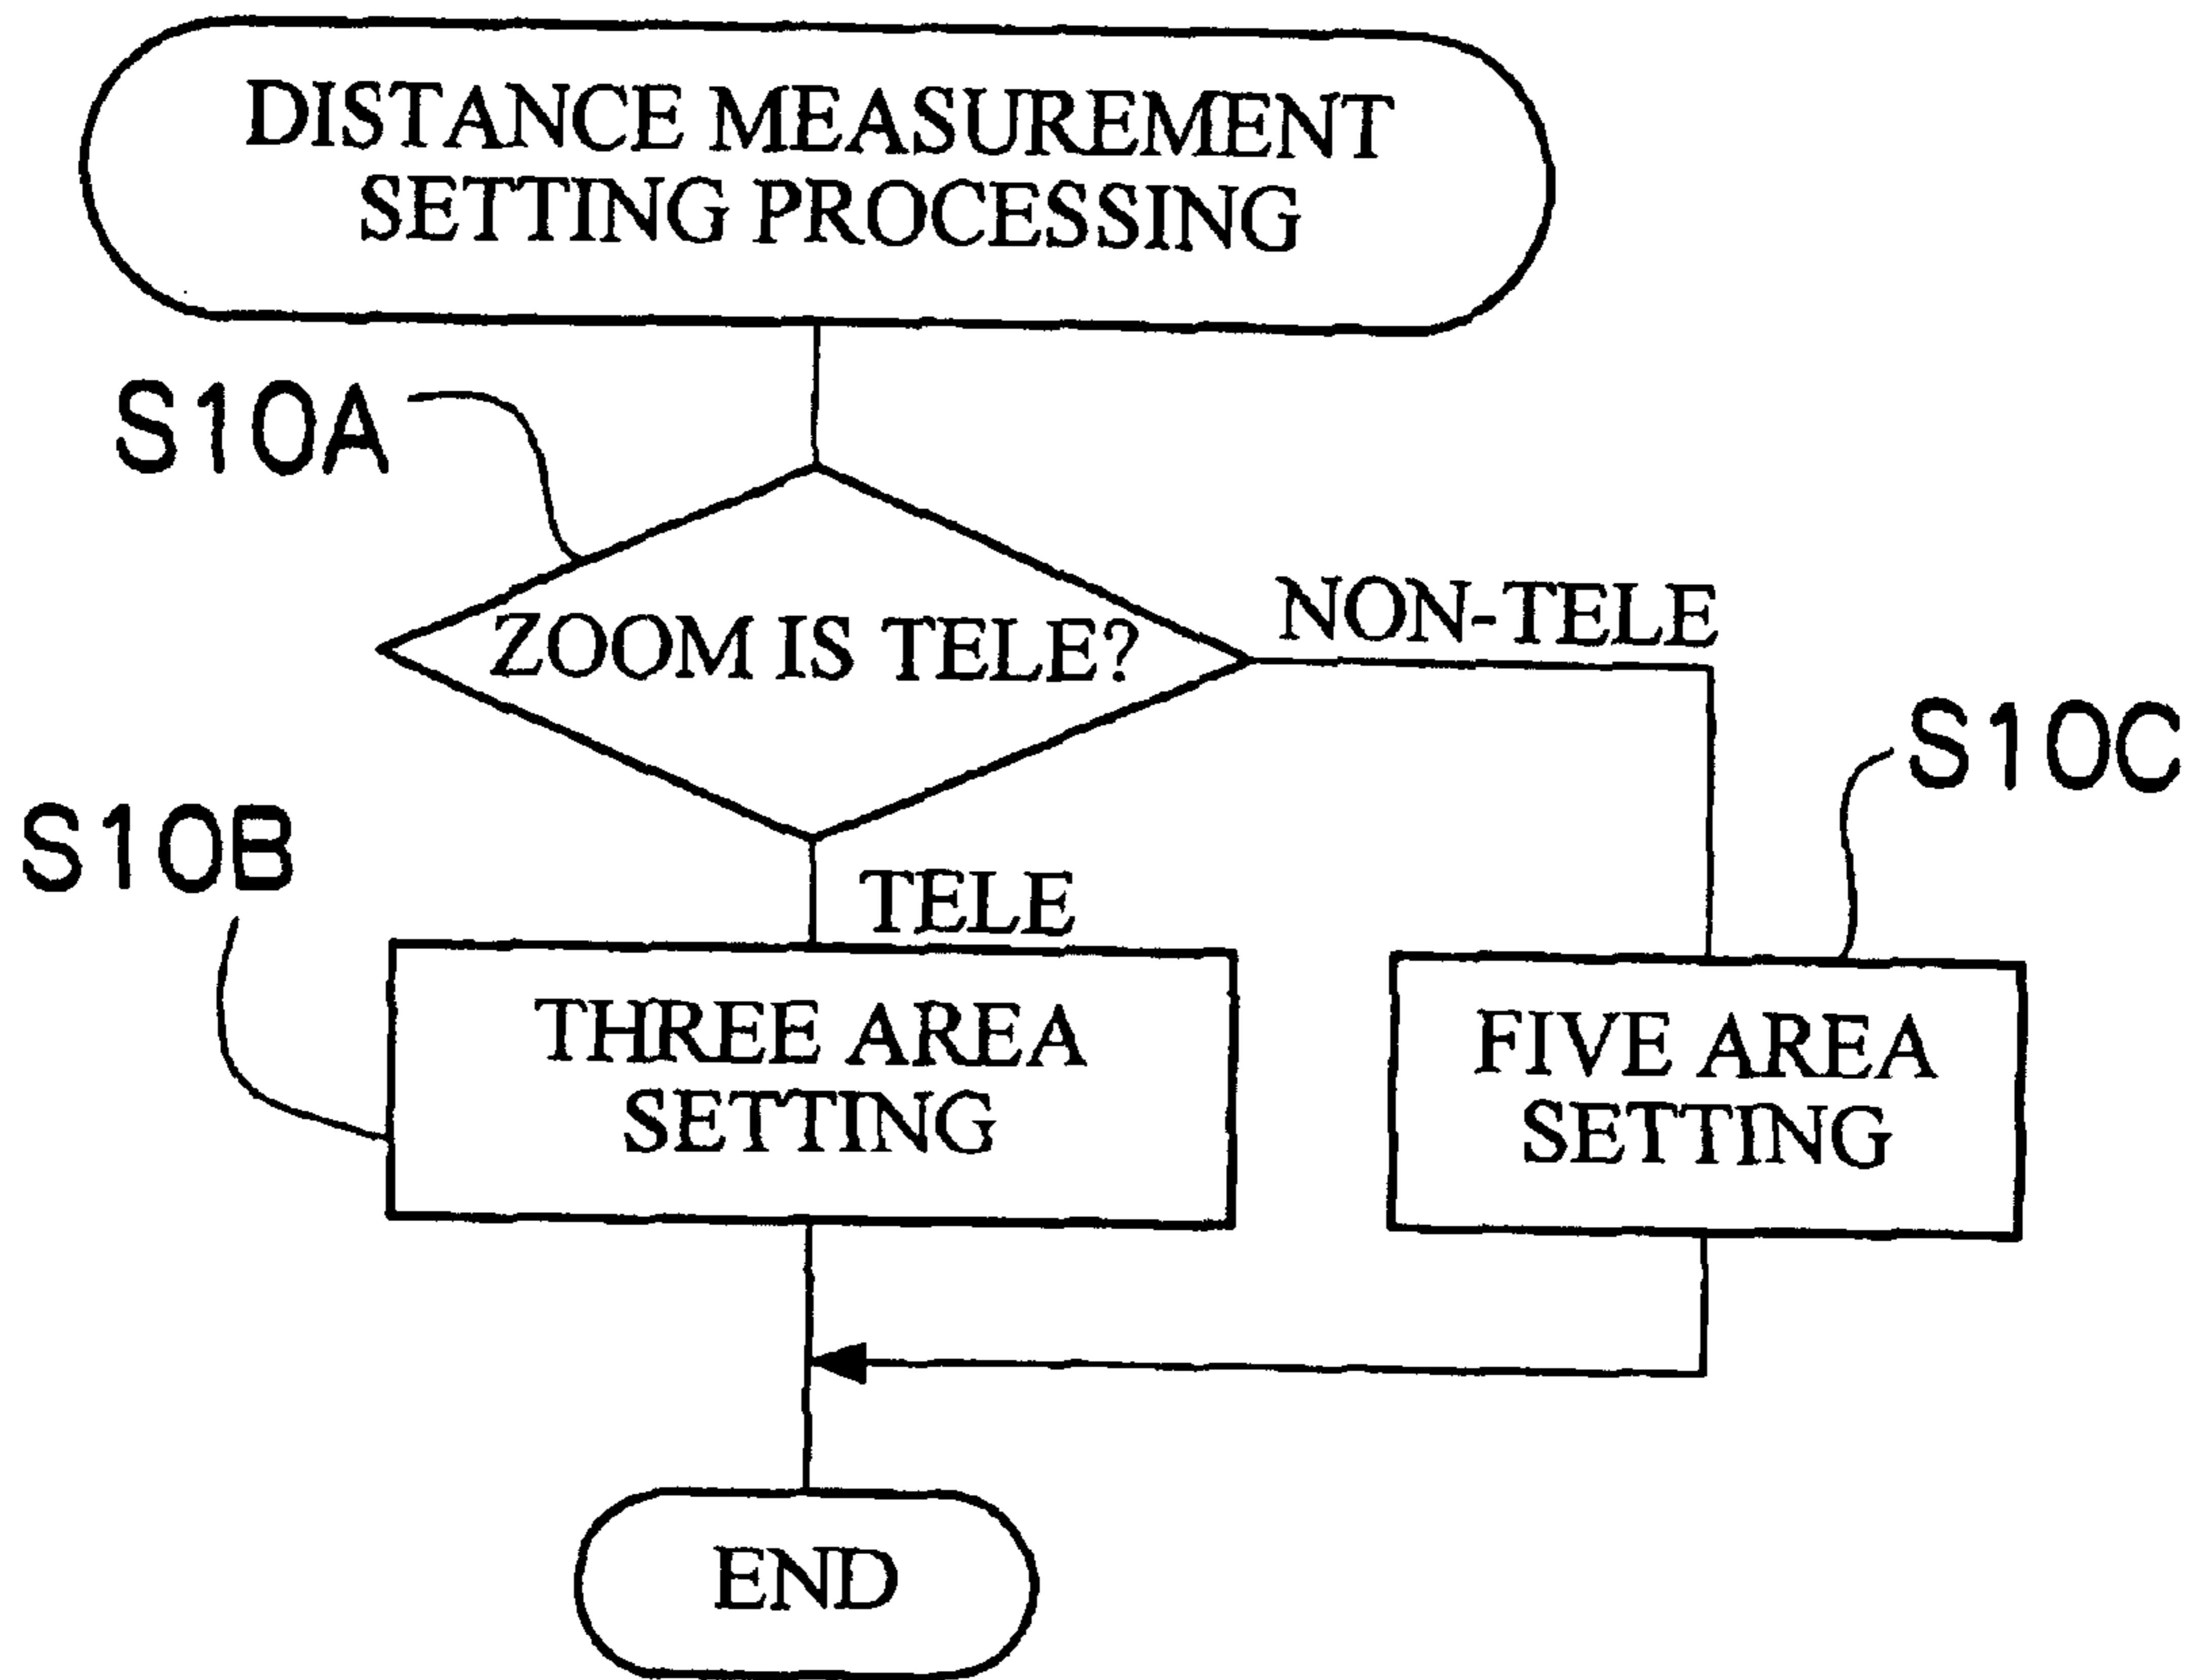 DISTANCE MEASUREMENT
SETTING PROCESSING
S10A
ZOOM IS TELE?
NON-TELE
S10C
S10B
TELE
THREE AREA
SETTING
FIVE AREA
SETTING
END